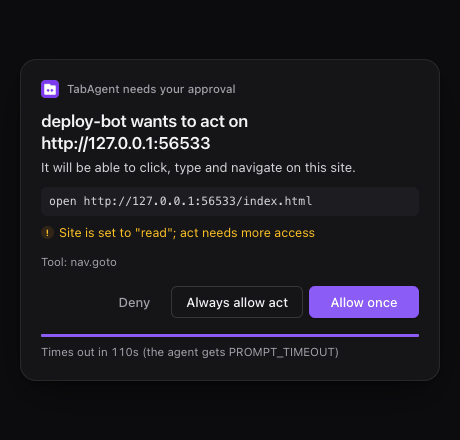 TabAgent needs your approval
deploy-bot wants to act on
http://127.0.0.1:56533
It will be able to click, type and navigate on this site.
open http://127.0.0.1:56533/index.html
! Site is set to "read"; act needs more access
Tool: nav.goto
Deny Always allow act Allow once
Times out in 110s (the agent gets PROMPT_TIMEOUT)